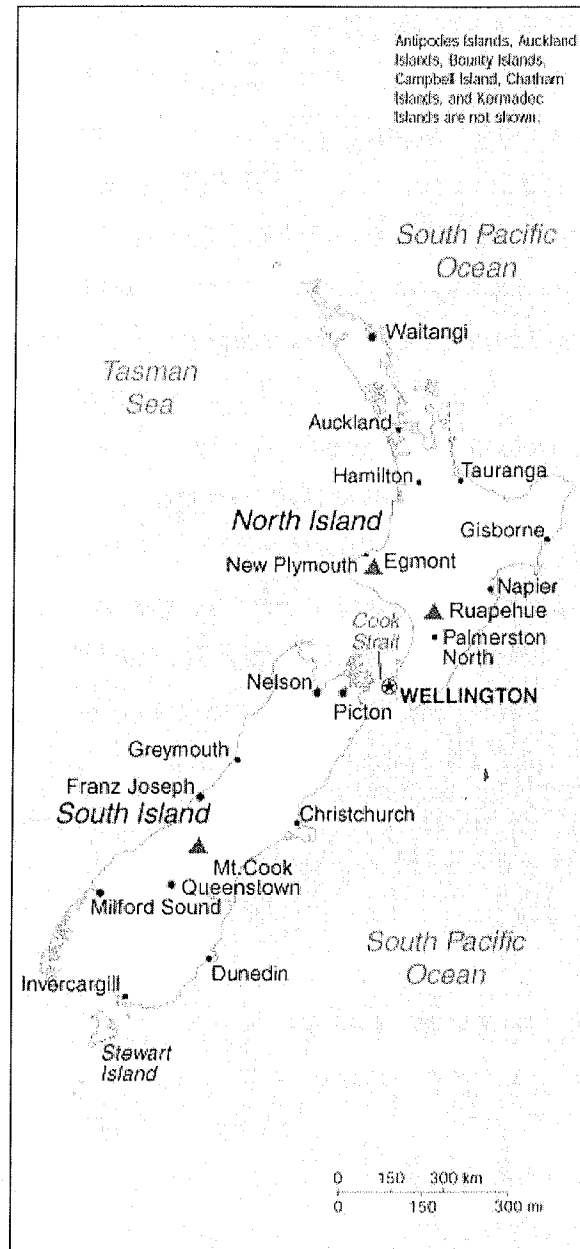 Antipodes Islands, Auckland
Islands, Bounty Islands,
Campbell Island, Chatham
Islands, and Kermadec
Islands are not shown.
South Pacific
Ocean
Waitangi
Tasman
Sea
Auckland
Hamilton
Tauranga
North Island
Gisborne
New Plymouth
Egmont
Napier
Ruapehue
Cook
Strait
Palmerston
North
Nelson
Picton
WELLINGTON
Greymouth
Franz Joseph
South Island
Christchurch
Mt.Cook
Queenstown
Milford Sound
South Pacific
Ocean
Dunedin
Invercargill
Stewart
Island
0 150 300 km
0 150 300 mi